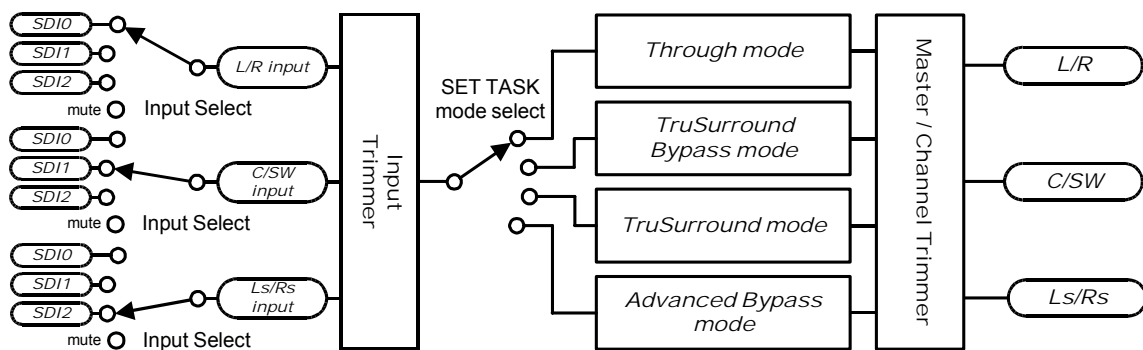 SDI0
SDI1
SDI2
mute
Input Select
L/R input
SDI0
SDI1
SDI2
mute
Input Select
C/SW
input
SDI0
SDI1
SDI2
mute
Input Select
Ls/Rs
input
Input
Trimmer
SET TASK
mode select
Through mode
TruSurround
Bypass mode
TruSurround mode
Advanced Bypass
mode
Master / Channel Trimmer
L/R
C/SW
Ls/Rs